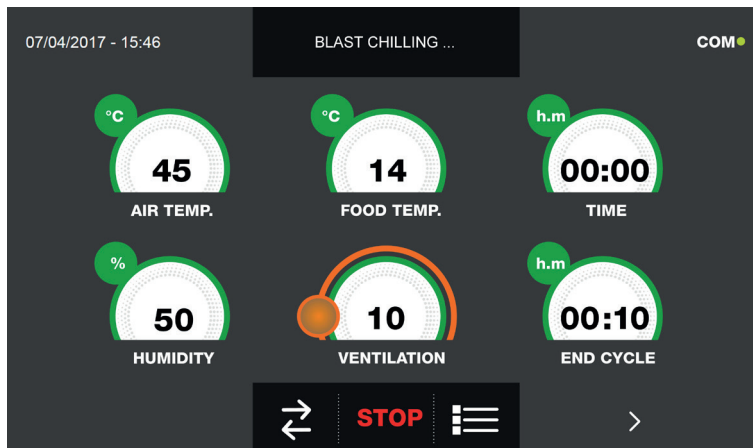 07/04/2017 - 15:46
BLAST CHILLING ...
COM
°C
45
AIR TEMP.
°C
14
FOOD TEMP.
h.m
00:00
TIME
%
50
HUMIDITY
10
VENTILATION
h.m
00:10
END CYCLE
STOP